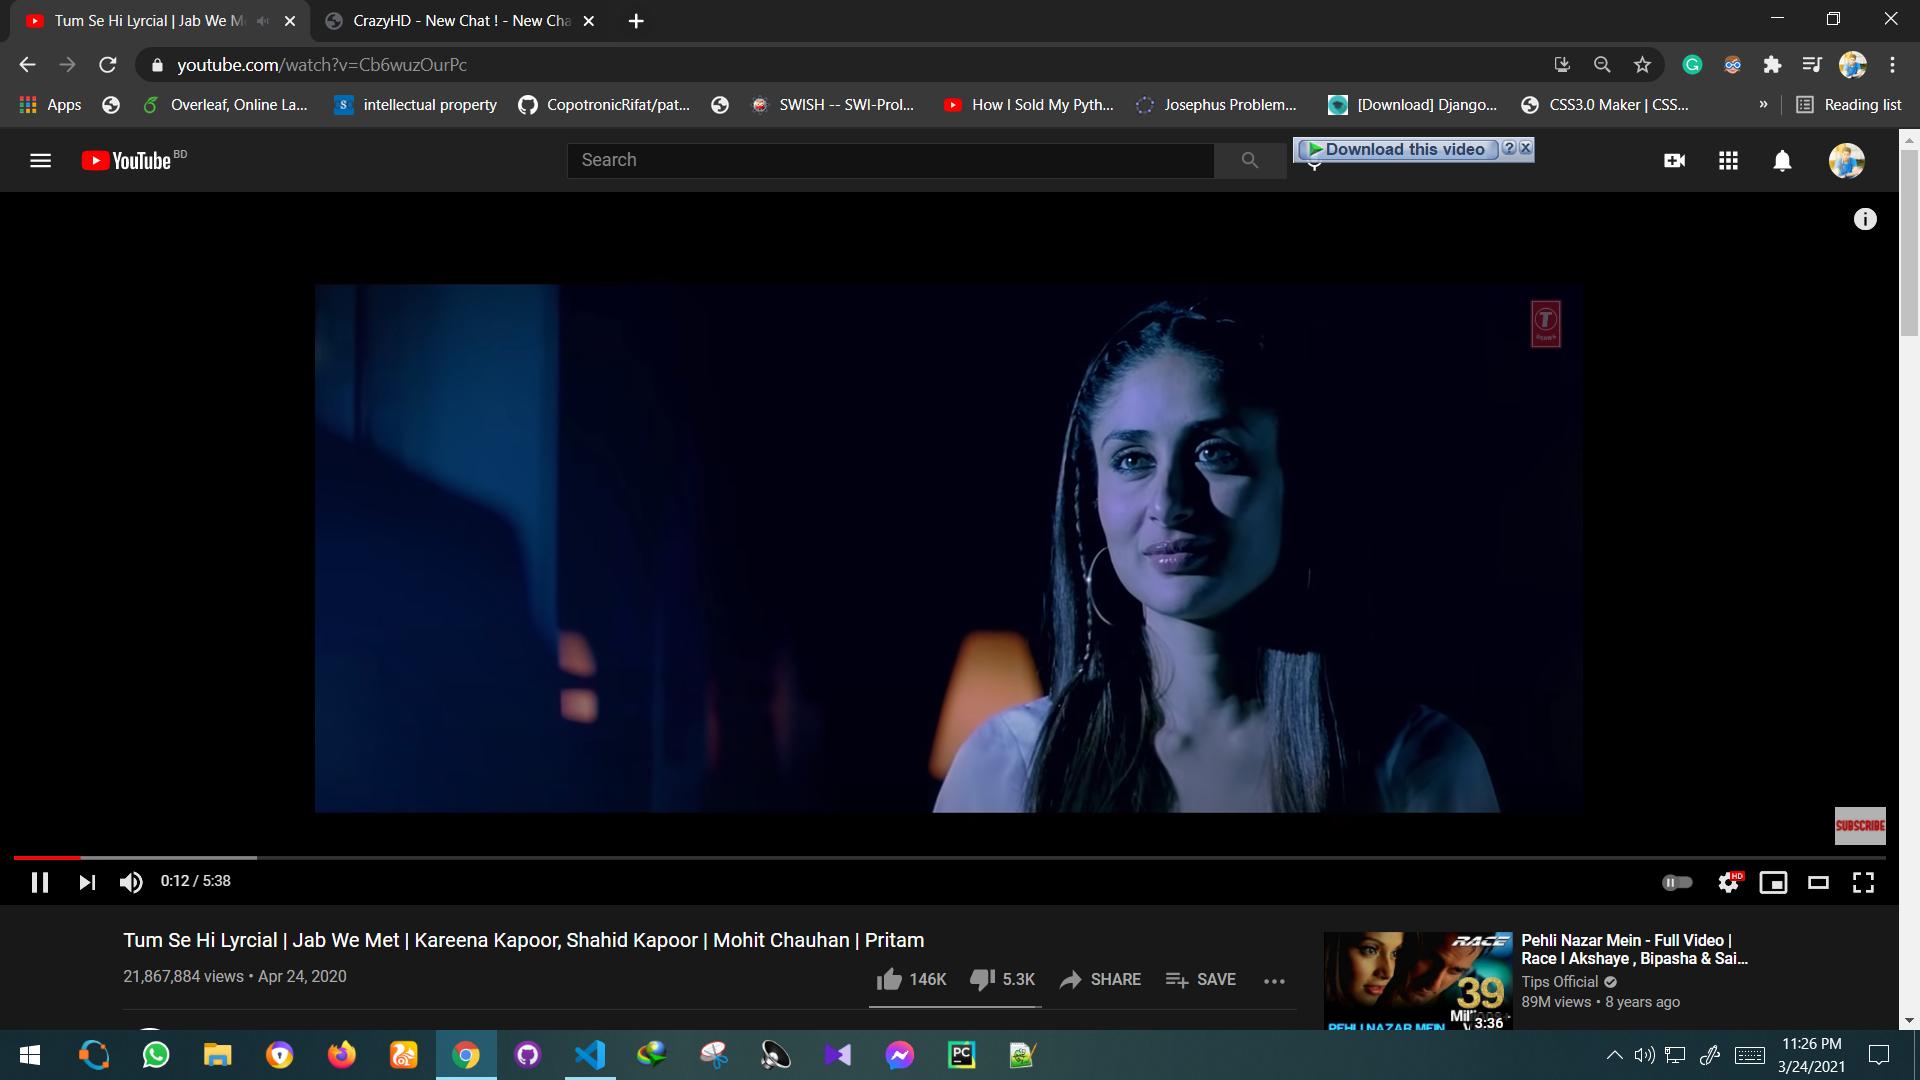 Tum Se Hi Lyrcial | Jab We M
CrazyHD - New Chat ! - New Cha
youtube.com/watch?v=Cb6wuzOurPc
Apps
Overleaf, Online La...
intellectual property
CopotronicRifat/pat...
SWISH -- SWI-Prol...
How I Sold My Pyth...
Josephus Problem...
[Download] Django...
CSS3.0 Maker | CSS...
»
Reading list
YouTube BD
Search
Download this video
T
SUBSCRIBE
0:12 / 5:38
HD
Tum Se Hi Lyrcial | Jab We Met | Kareena Kapoor, Shahid Kapoor | Mohit Chauhan | Pritam
21,867,884 views • Apr 24, 2020
146K
5.3K
SHARE
SAVE
RACE
39
3:36
PEHLI NAZAR MEIN
Pehli Nazar Mein - Full Video |
Race I Akshaye , Bipasha & Sai...
Tips Official
89M views • 8 years ago
PC
11:26 PM
3/24/2021